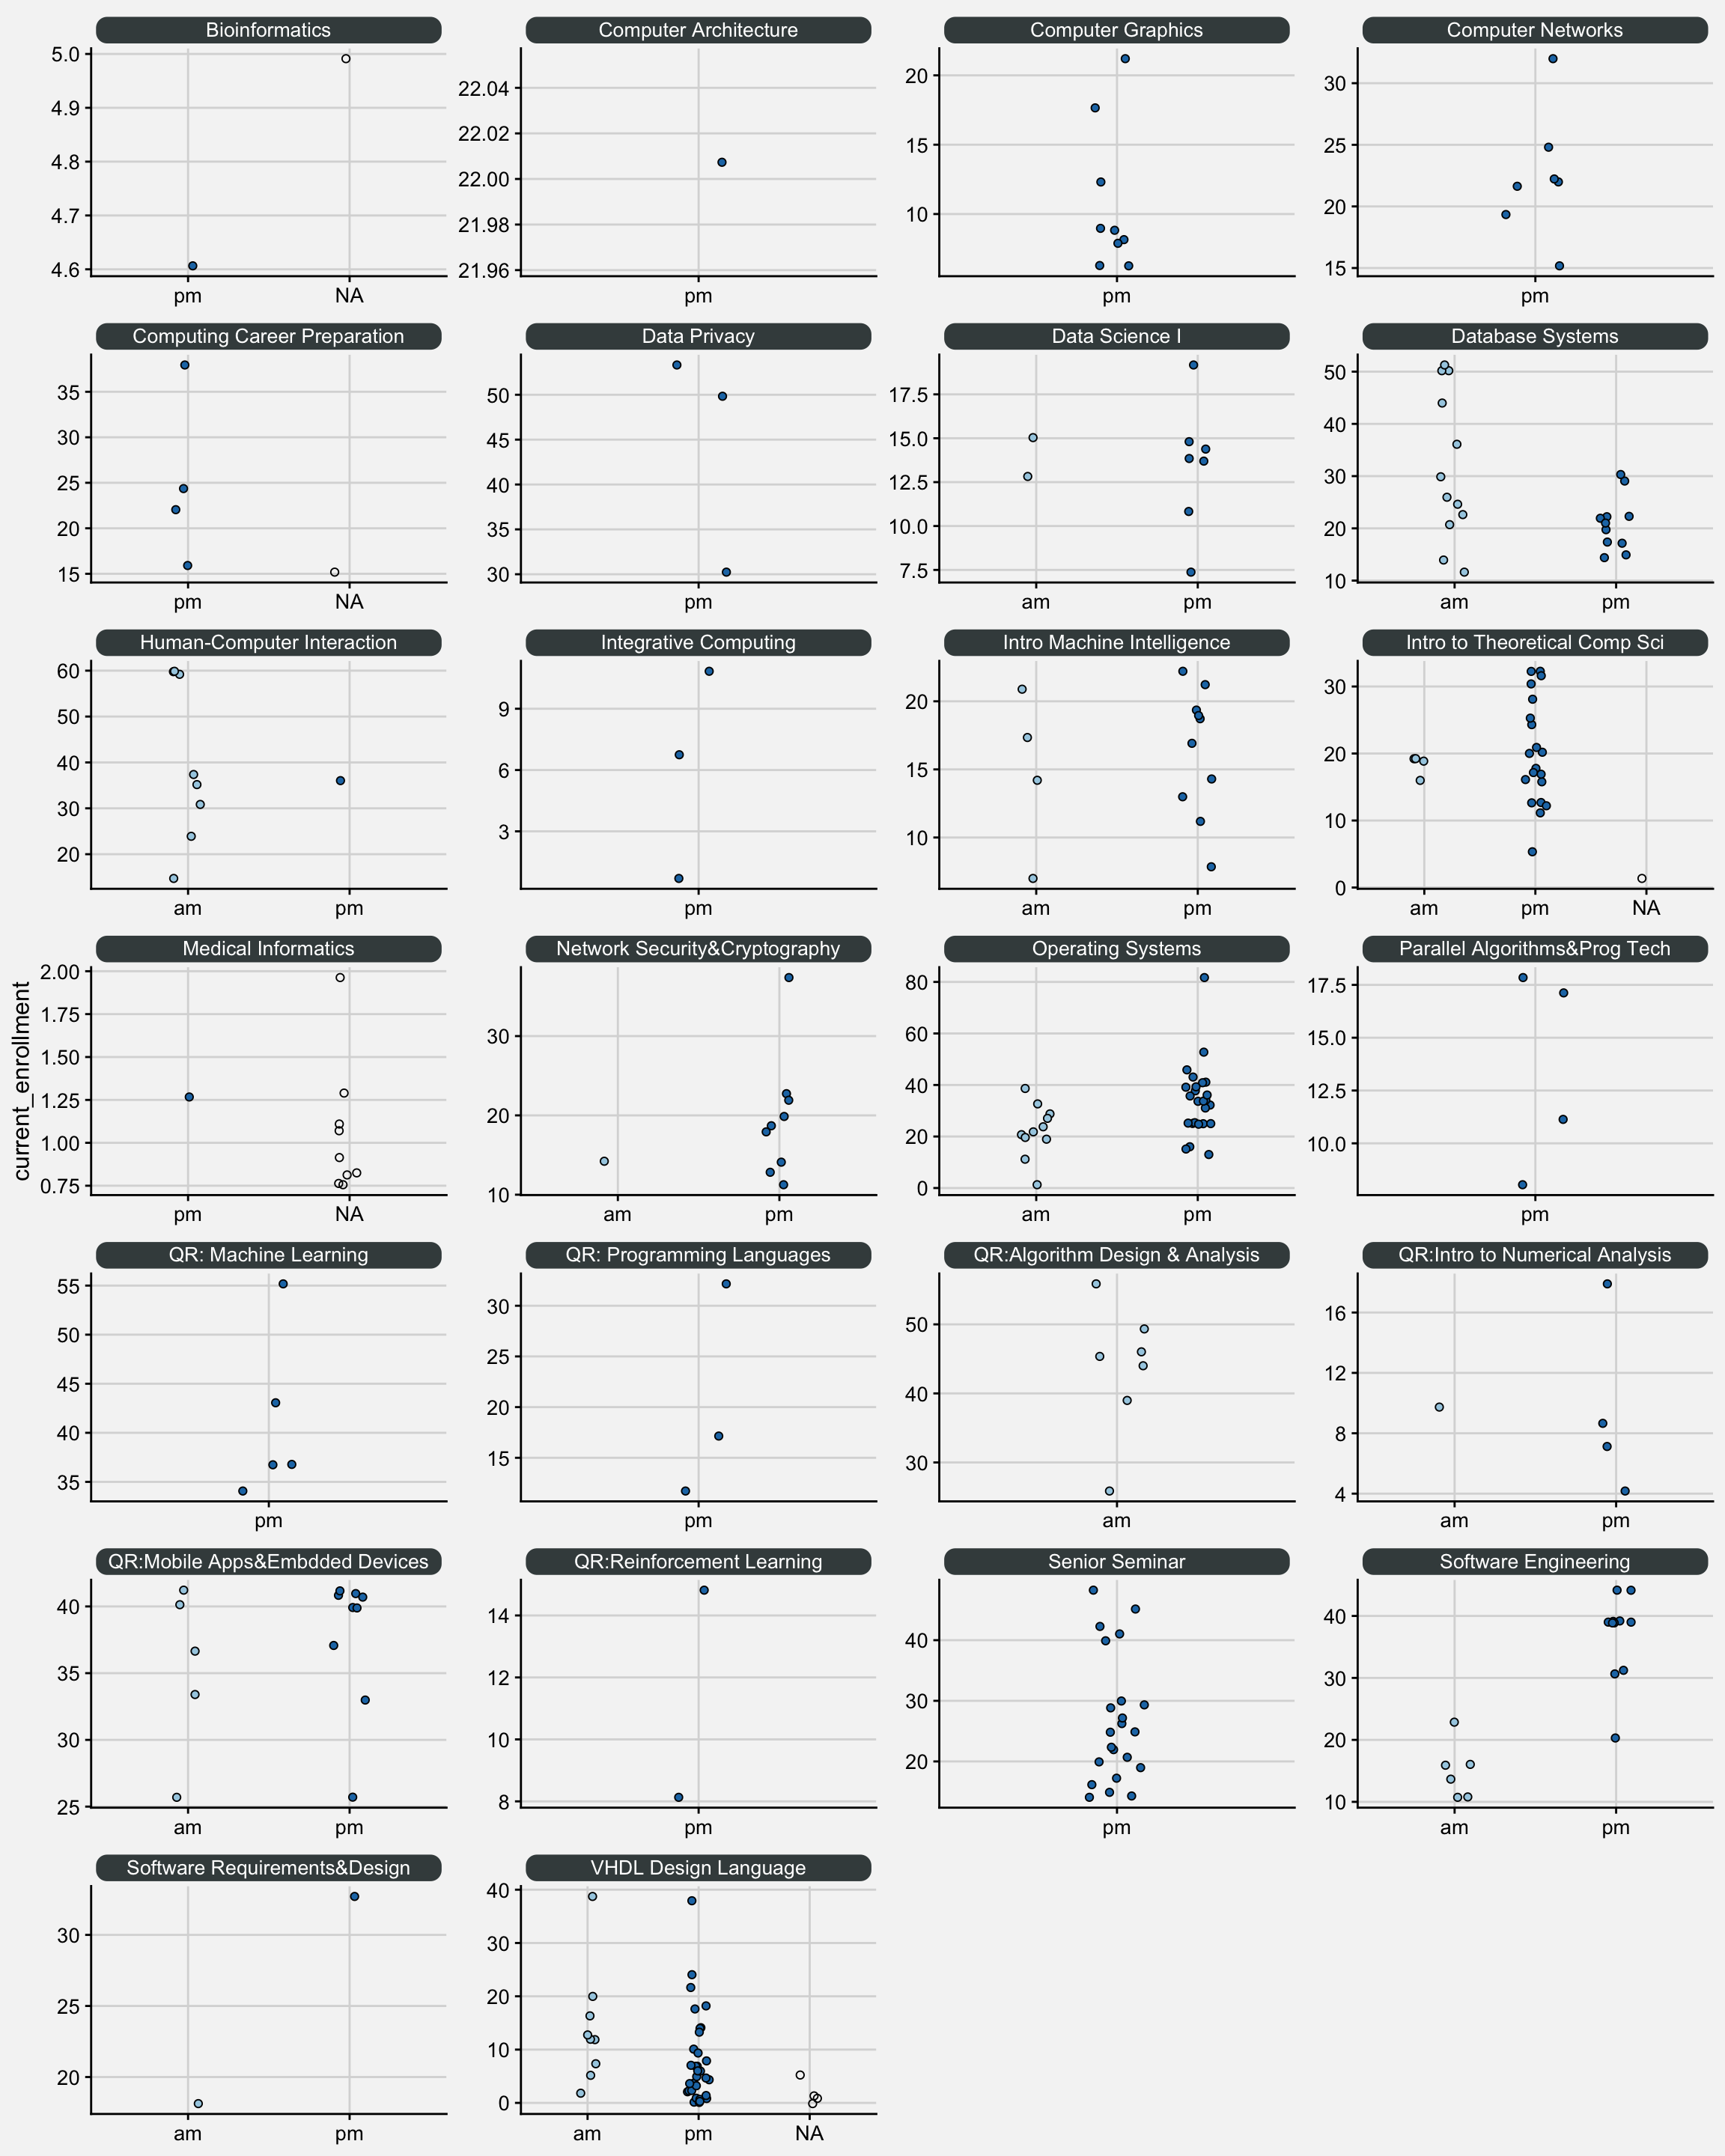 Bioinformatics
5.0
4.9
4.8
4.7
4.6
pm NA
Computer Architecture
22.04
22.02
22.00
21.98
21.96
pm
Computer Graphics
20
15
10
pm
Computer Networks
30
25
20
15
pm
Computing Career Preparation
35
30
25
20
15
pm NA
Data Privacy
50
45
40
35
30
pm
Data Science I
17.5
15.0
12.5
10.0
7.5
am pm
Database Systems
50
40
30
20
10
am pm
Human-Computer Interaction
60
50
40
30
20
am pm
Integrative Computing
9
6
3
pm
Intro Machine Intelligence
20
15
10
am pm
Intro to Theoretical Comp Sci
30
20
10
0
am pm NA
current_enrollment
Medical Informatics
2.00
1.75
1.50
1.25
1.00
0.75
pm NA
Network Security&Cryptography
30
20
10
am pm
Operating Systems
80
60
40
20
0
am pm
Parallel Algorithms&Prog Tech
17.5
15.0
12.5
10.0
pm
QR: Machine Learning
55
50
45
40
35
pm
QR: Programming Languages
30
25
20
15
pm
QR:Algorithm Design & Analysis
50
40
30
am
QR:Intro to Numerical Analysis
16
12
8
4
am pm
QR:Mobile Apps&Embdded Devices
40
35
30
25
am pm
QR:Reinforcement Learning
14
12
10
8
pm
Senior Seminar
40
30
20
pm
Software Engineering
40
30
20
10
am pm
Software Requirements&Design
30
25
20
am pm
VHDL Design Language
40
30
20
10
0
am pm NA